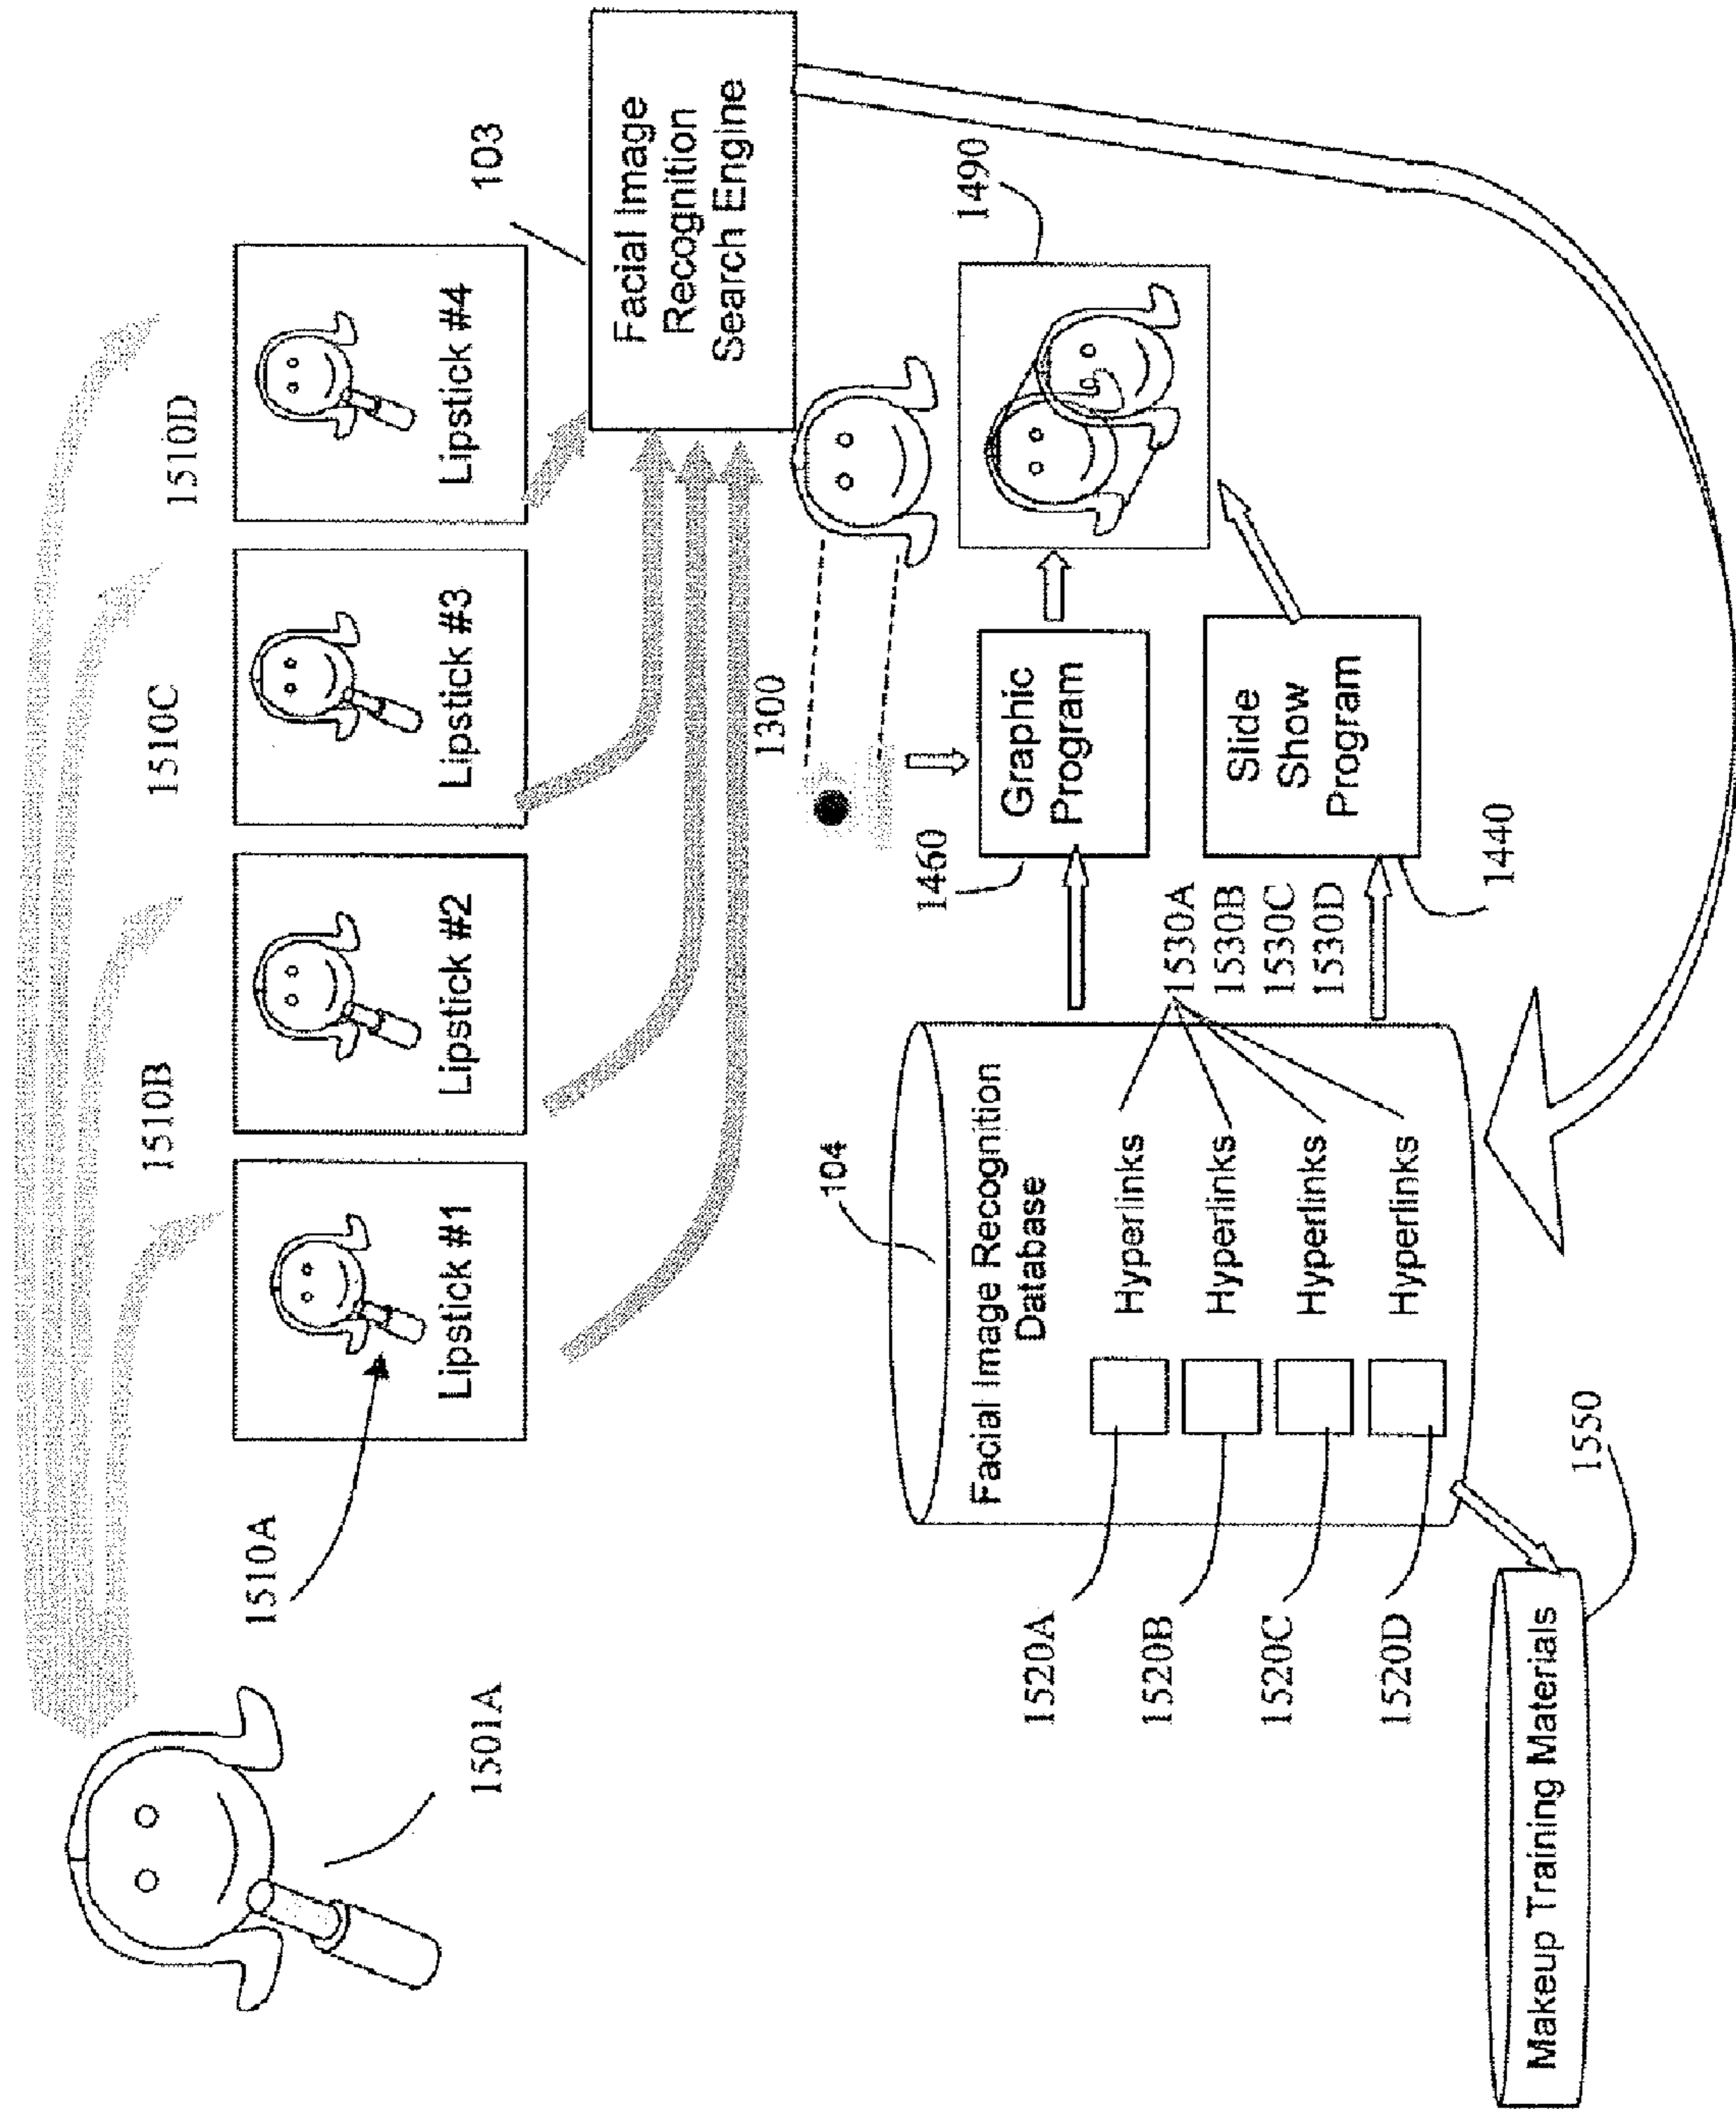 1501A
1510A
1510B
1510C
1510D
Lipstick #1
Lipstick #2
Lipstick #3
Lipstick #4
103
Facial Image
Recognition
Search Engine
1300
1490
104
Facial Image Recognition
Database
1520A
1520B
1520C
1520D
Hyperlinks
Hyperlinks
Hyperlinks
Hyperlinks
1530A
1530B
1530C
1530D
1460
Graphic
Program
Slide
Show
Program
1440
Makeup Training Materials
1550